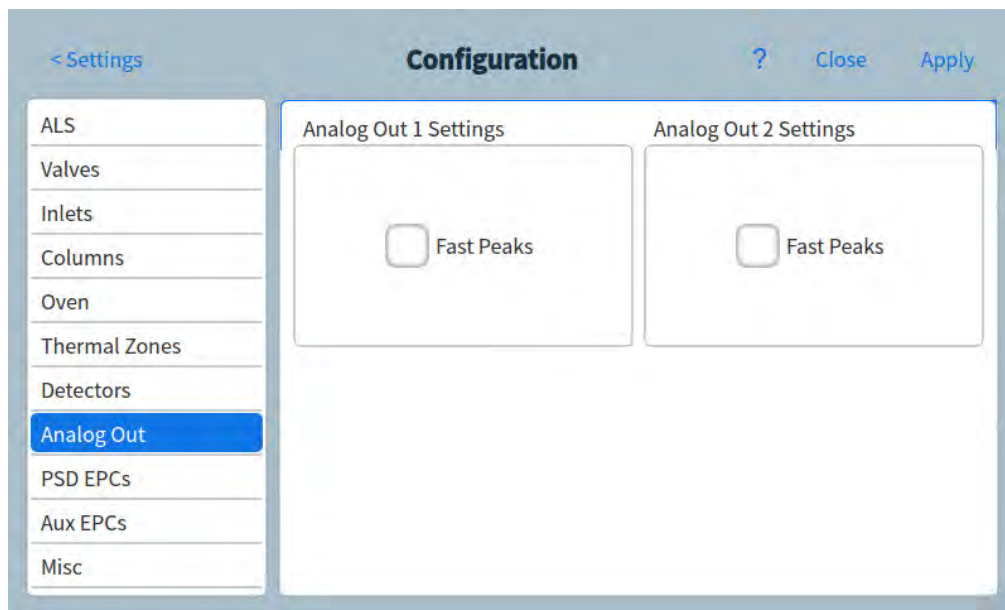 < Settings
Configuration
?
Close
Apply
ALS
Valves
Inlets
Columns
Oven
Thermal Zones
Detectors
Analog Out
PSD EPCs
Aux EPCs
Misc
Analog Out 1 Settings
Fast Peaks
Analog Out 2 Settings
Fast Peaks